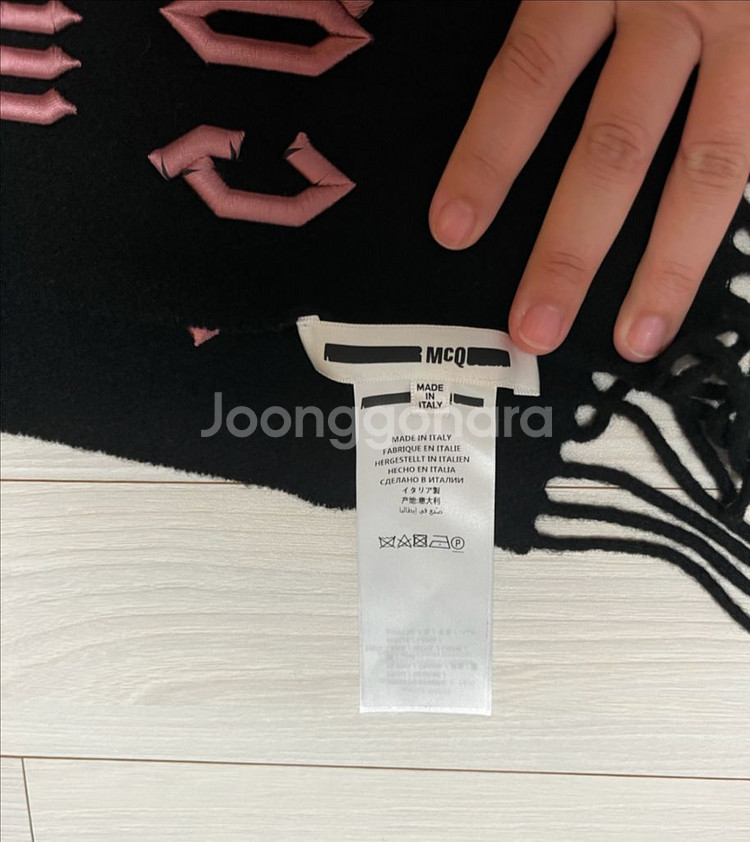 McQ
MADE
IN
ITALY
Joonggonara
MADE IN ITALY
FABRIQUE EN ITALIE
HERGESTELLT IN ITALIEN
HECHO EN ITALIA
СДЕЛАНО В ИТАЛИИ
イタリア製
产地:意大利
صنع في إيطاليا
P